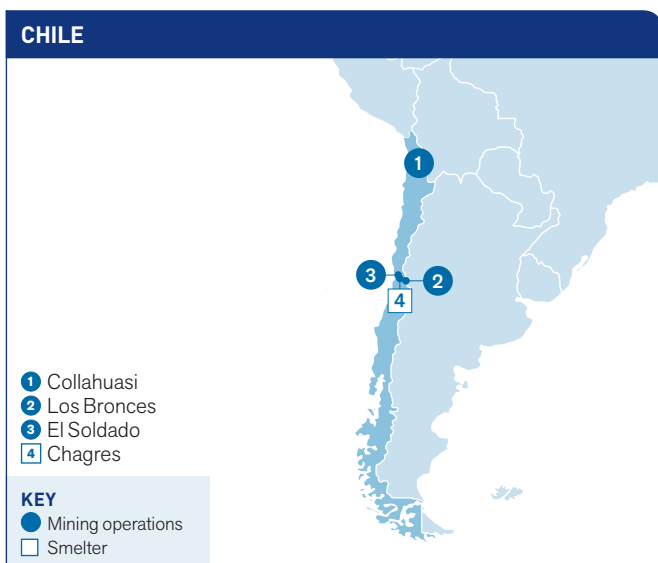 CHILE
1
3
2
4
1 Collahuasi
2 Los Bronces
3 El Soldado
4 Chagres
KEY
Mining operations
Smelter